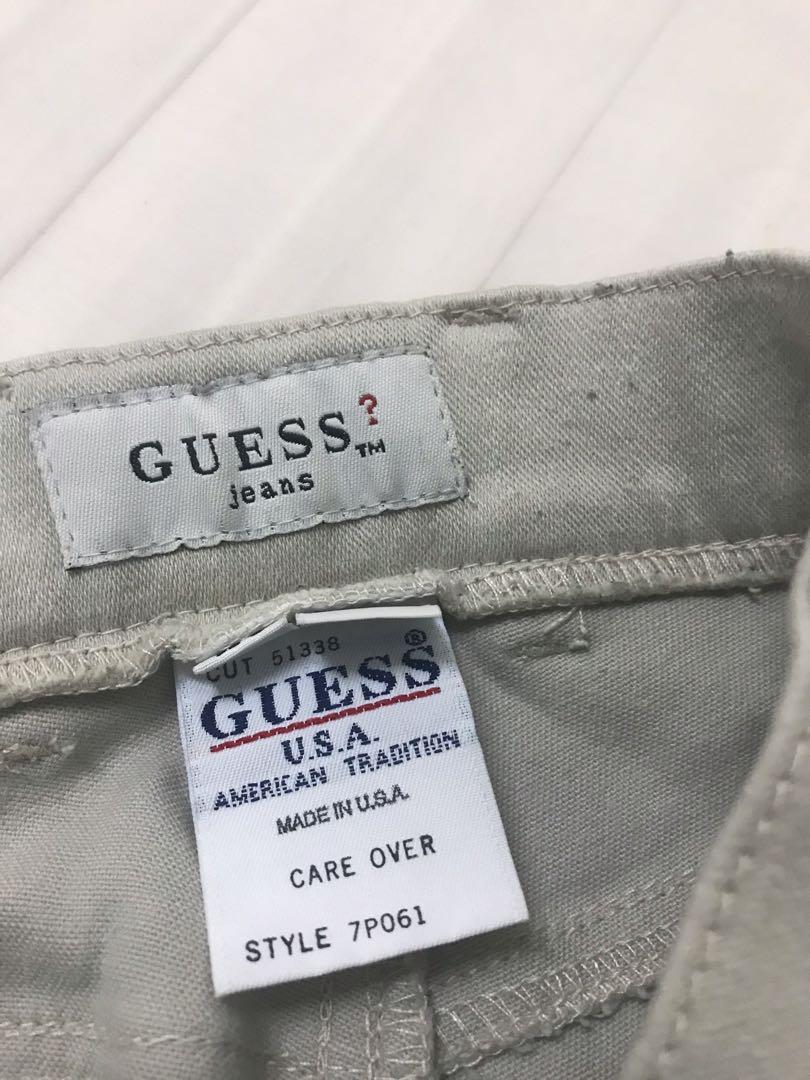 GUESS?™
jeans
CUT 51338
GUESS®
U.S.A.
AMERICAN TRADITION
MADE IN U.S.A.
CARE OVER
STYLE 7P061